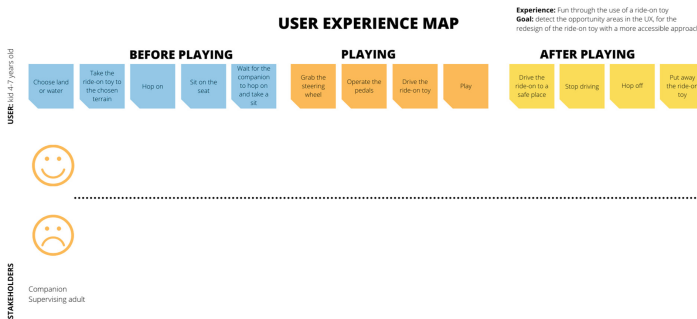 USER EXPERIENCE MAP
Experience: Fun through the use of a ride-on toy
Goal: detect the opportunity areas in the UX, for the
redesign of the ride-on toy with a more accessible approach
USER: kid 4-7 years old
BEFORE PLAYING
Choose land
or water
Take the
ride-on toy to
the chosen
terrain
Hop on
Sit on the
seat
Wait for the
companion
to hop on
and take a
sit
PLAYING
Grab the
steering
wheel
Operate the
pedals
Drive the
ride-on toy
Play
AFTER PLAYING
Drive the
ride-on to a
safe place
Stop driving
Hop off
Put away
the ride-on
toy
STAKEHOLDERS
Companion
Supervising adult